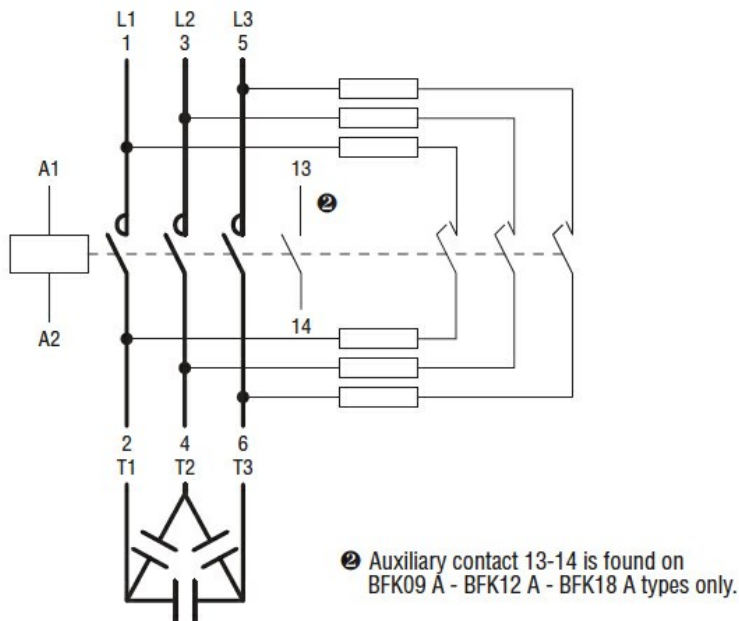 L1 L2 L3
1 3 5
A1
13
❷
14
A2
2 4 6
T1 T2 T3
❷ Auxiliary contact 13-14 is found on
BFK09 A - BFK12 A - BFK18 A types only.